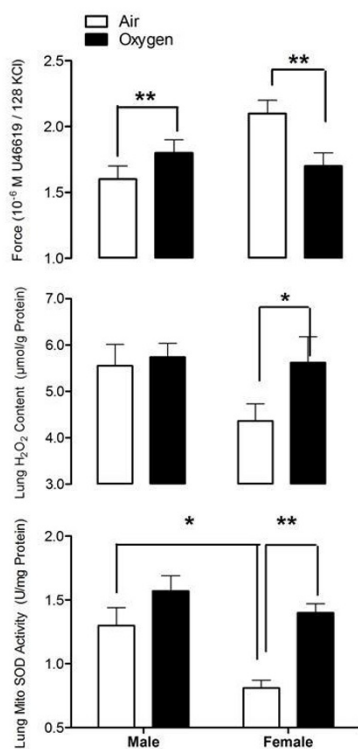 Air
Oxygen
Force (10⁻⁶ M U46619 / 128 KCl)
2.5
2.0
1.5
1.0
**
**
Lung H₂O₂ Content (μmol/g Protein)
7.0
6.0
5.0
4.0
3.0
*
Lung Mito SOD Activity (U/mg Protein)
2.0
1.5
1.0
0.5
*
**
Male
Female